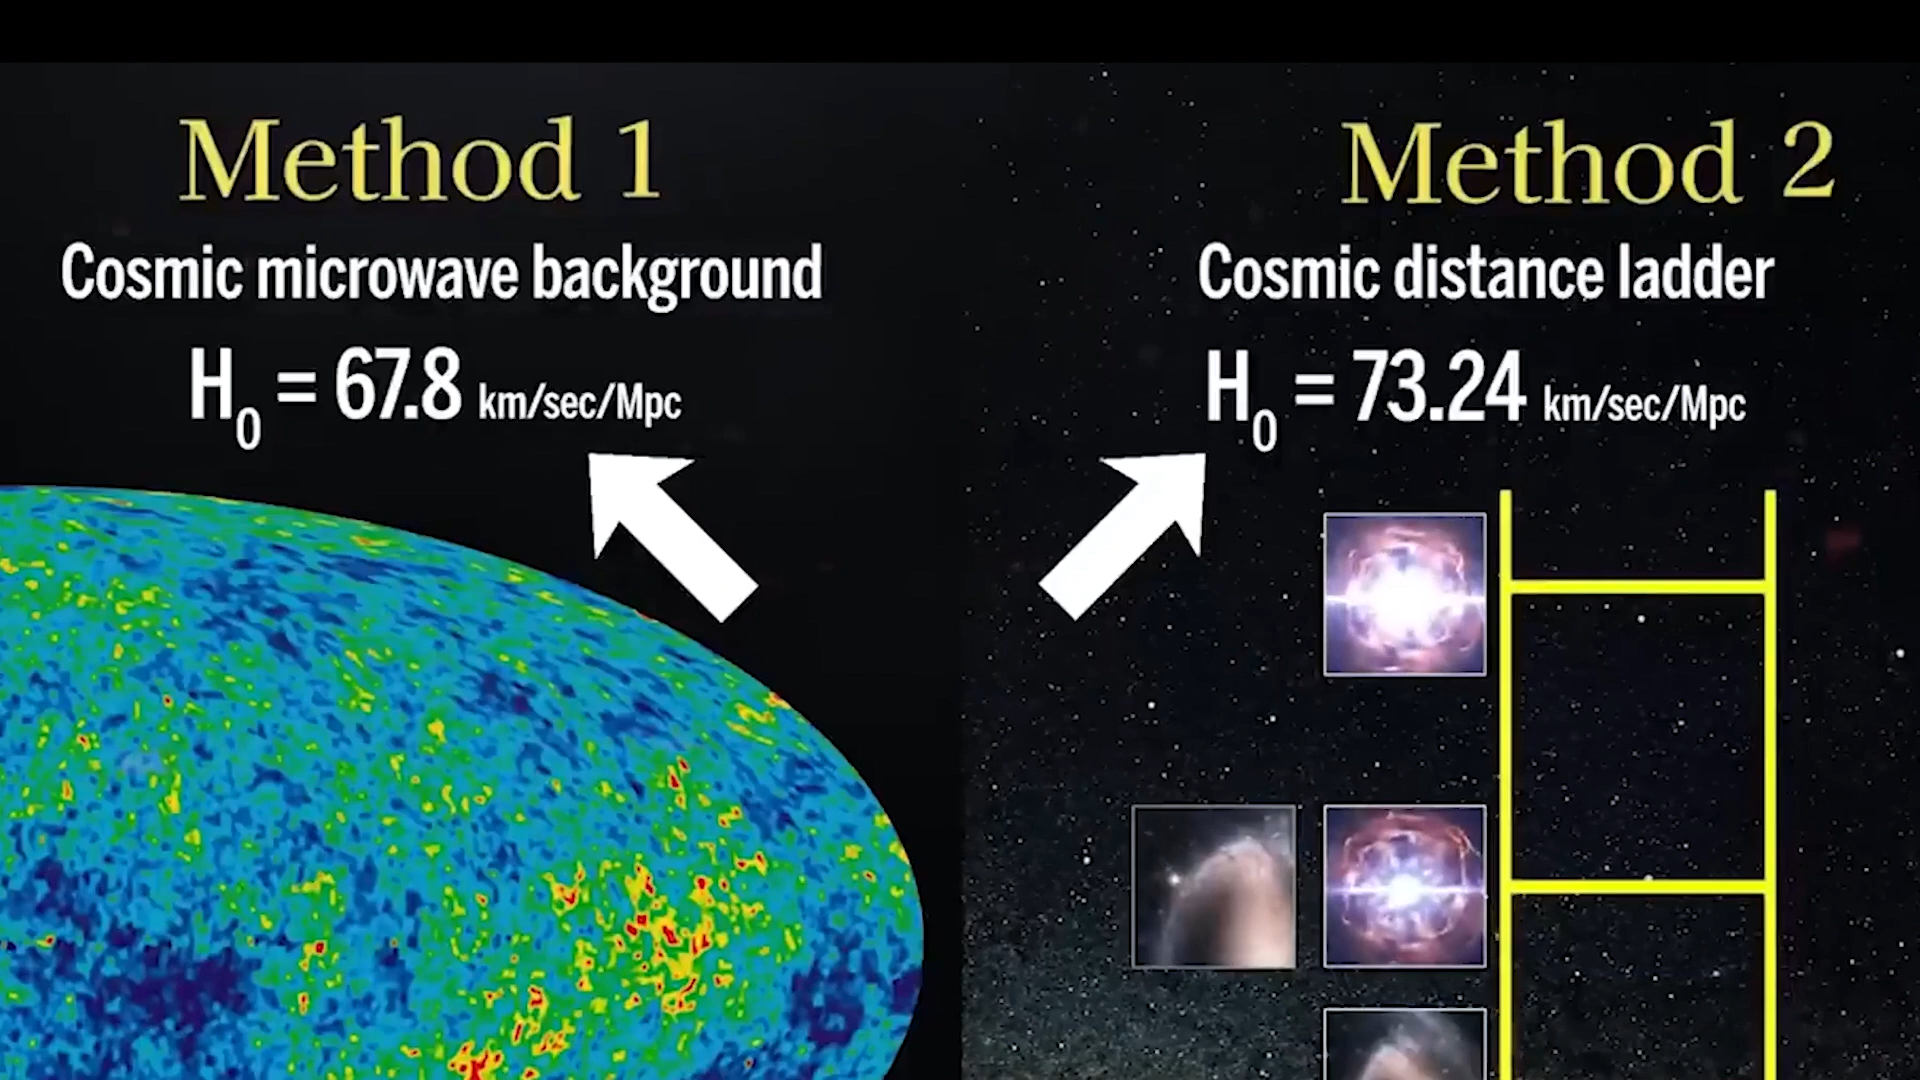 Method 1
Cosmic microwave background
H₀ = 67.8 km/sec/Mpc
Method 2
Cosmic distance ladder
H₀ = 73.24 km/sec/Mpc